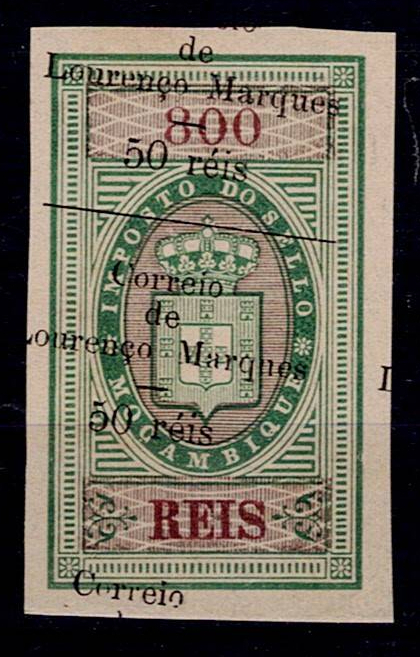 de
Lourenço Marques
800
50 réis
IMPOSTO DO SELLO
Correio
de
Lourenço Marques
50 réis
MOÇAMBIQUE
REIS
Correio